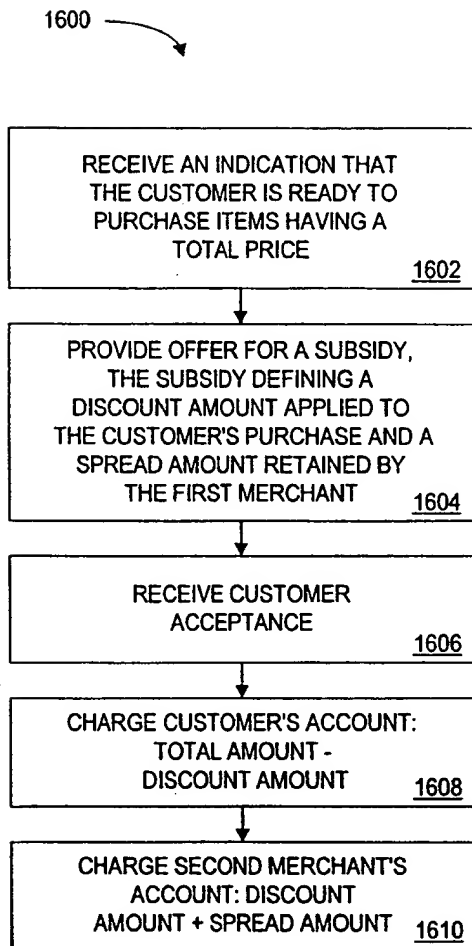 1600
RECEIVE AN INDICATION THAT
THE CUSTOMER IS READY TO
PURCHASE ITEMS HAVING A
TOTAL PRICE
1602
PROVIDE OFFER FOR A SUBSIDY,
THE SUBSIDY DEFINING A
DISCOUNT AMOUNT APPLIED TO
THE CUSTOMER'S PURCHASE AND A
SPREAD AMOUNT RETAINED BY
THE FIRST MERCHANT
1604
RECEIVE CUSTOMER
ACCEPTANCE
1606
CHARGE CUSTOMER'S ACCOUNT:
TOTAL AMOUNT -
DISCOUNT AMOUNT
1608
CHARGE SECOND MERCHANT'S
ACCOUNT: DISCOUNT
AMOUNT + SPREAD AMOUNT
1610